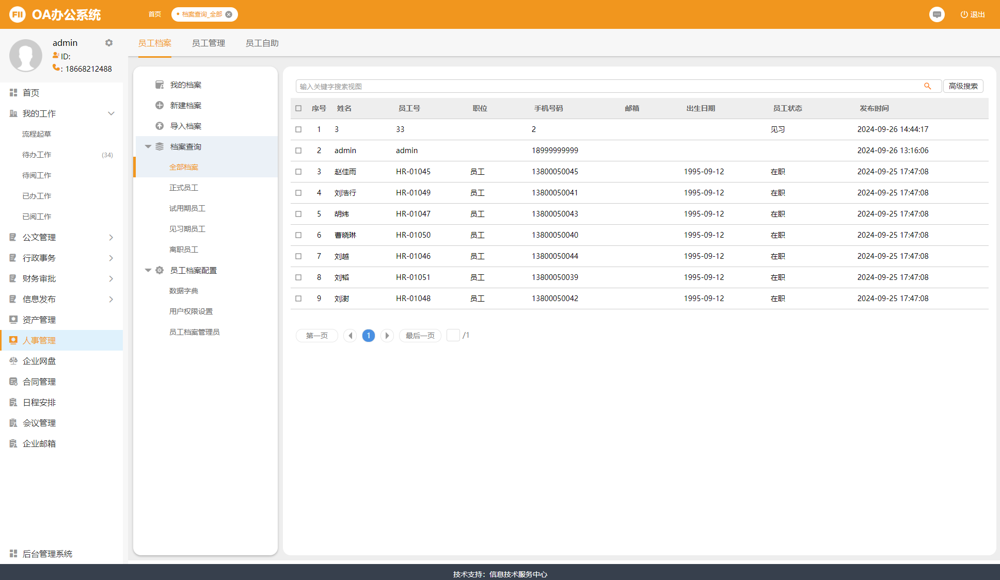 FII OA办公系统
首页 档案查询_全部
退出
admin
ID:
: 18668212488
首页
我的工作
流程起草
待办工作 (34)
待阅工作
已办工作
已阅工作
公文管理
行政事务
财务审批
信息发布
资产管理
人事管理
企业网盘
合同管理
日程安排
会议管理
企业邮箱
后台管理系统
员工档案 员工管理 员工自助
我的档案
新建档案
导入档案
档案查询
全部档案
正式员工
试用期员工
见习期员工
离职员工
员工档案配置
数据字典
用户权限设置
员工档案管理员
输入关键字搜索视图 高级搜索
序号 姓名 员工号 职位 手机号码 邮箱 出生日期 员工状态 发布时间
1 3 33 2 见习 2024-09-26 14:44:17
2 admin admin 18999999999 2024-09-26 13:16:06
3 赵佳雨 HR-01045 员工 13800050045 1995-09-12 在职 2024-09-25 17:47:08
4 刘浩行 HR-01049 员工 13800050041 1995-09-12 在职 2024-09-25 17:47:08
5 胡炜 HR-01047 员工 13800050043 1995-09-12 在职 2024-09-25 17:47:08
6 曹晓琳 HR-01050 员工 13800050040 1995-09-12 在职 2024-09-25 17:47:08
7 刘越 HR-01046 员工 13800050044 1995-09-12 在职 2024-09-25 17:47:08
8 刘韬 HR-01051 员工 13800050039 1995-09-12 在职 2024-09-25 17:47:08
9 刘澍 HR-01048 员工 13800050042 1995-09-12 在职 2024-09-25 17:47:08
第一页 1 最后一页 /1
技术支持：信息技术服务中心